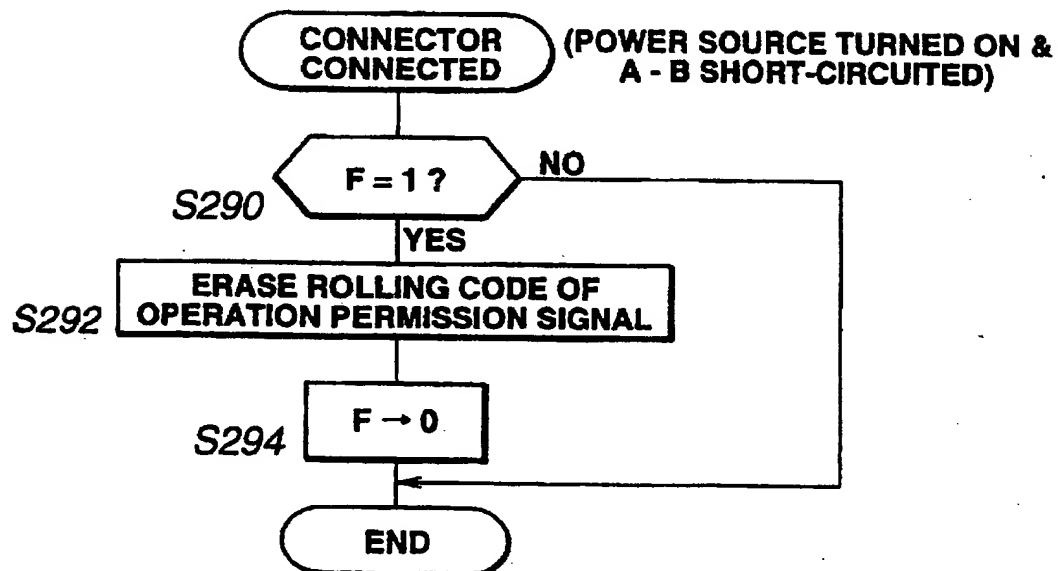 CONNECTOR
CONNECTED
(POWER SOURCE TURNED ON &
A - B SHORT-CIRCUITED)
F = 1 ?
NO
S290
YES
ERASE ROLLING CODE OF
OPERATION PERMISSION SIGNAL
S292
F → 0
S294
END